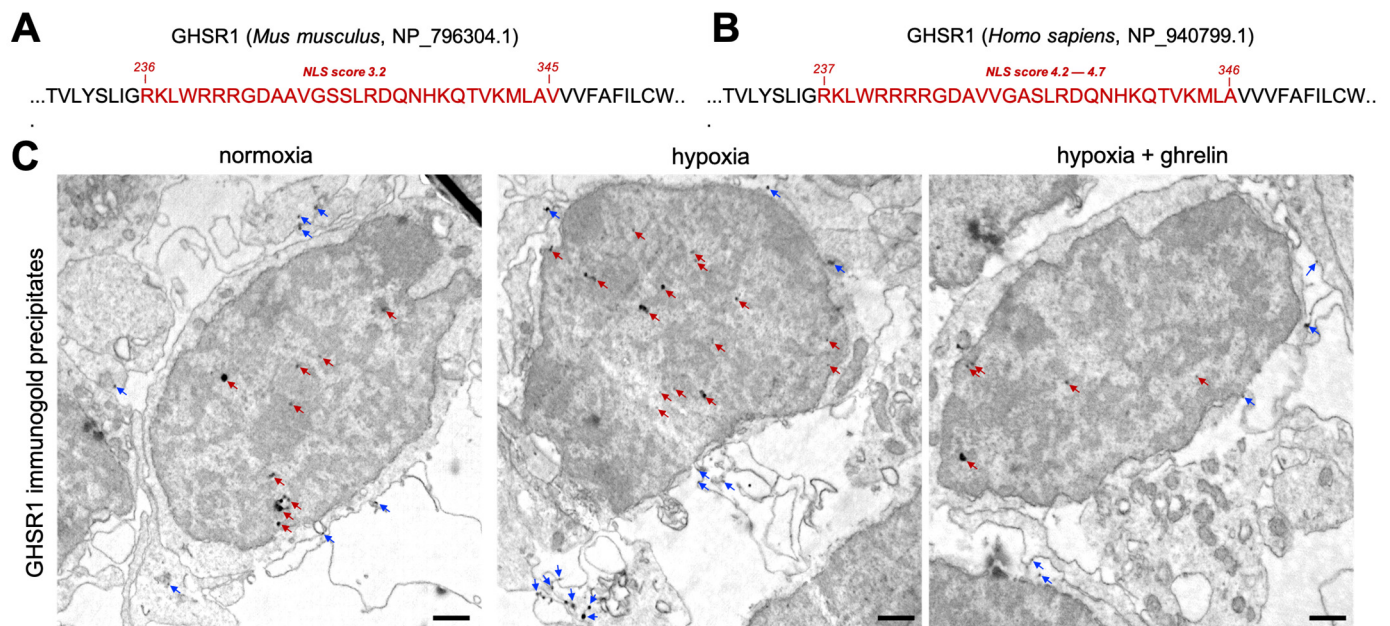 A
GHSR1 (Mus musculus, NP_796304.1)
236
NLS score 3.2
345
...TVLYSLIGRKLWRRRGDAAVGSSLRDQNHKQTVKMLAVVVFAFILCW..
.
B
GHSR1 (Homo sapiens, NP_940799.1)
237
NLS score 4.2 — 4.7
346
...TVLYSLIGRKLWRRRRGDAVVGASLRDQNHKQTVKMLAVVVFAFILCW..
.
C
normoxia
hypoxia
hypoxia + ghrelin
GHSR1 immunogold precipitates